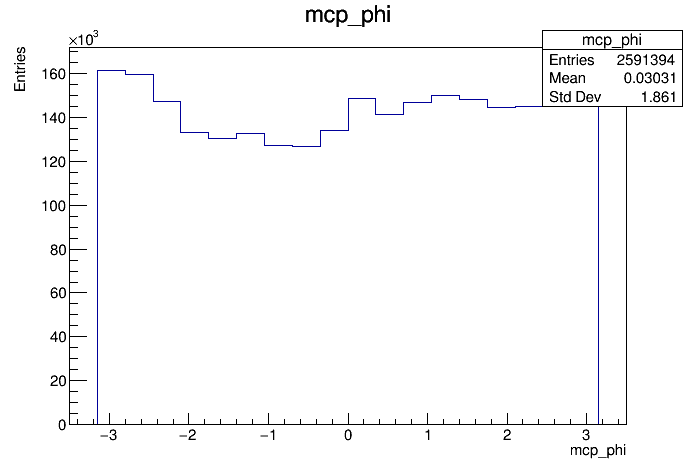 mcp_phi
×10³
Entries
mcp_phi
Entries 2591394
Mean 0.03031
Std Dev 1.861
160
140
120
100
80
60
40
20
0
−3 −2 −1 0 1 2 3
mcp_phi